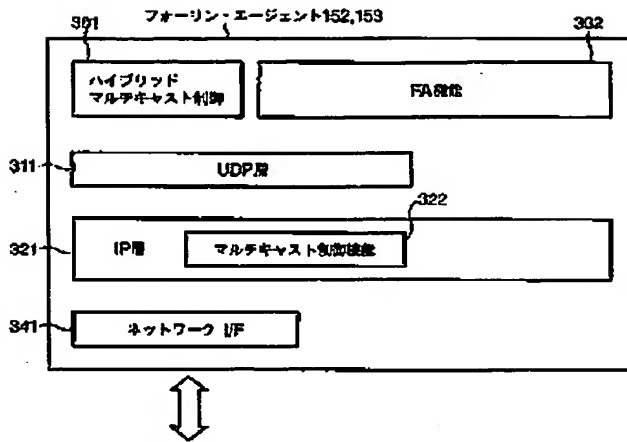 フォーリン・エージェント152,153
301
302
ハイブリッド
マルチキャスト制御
FA機能
311
UDP層
322
321
IP層
マルチキャスト制御機能
341
ネットワーク I/F